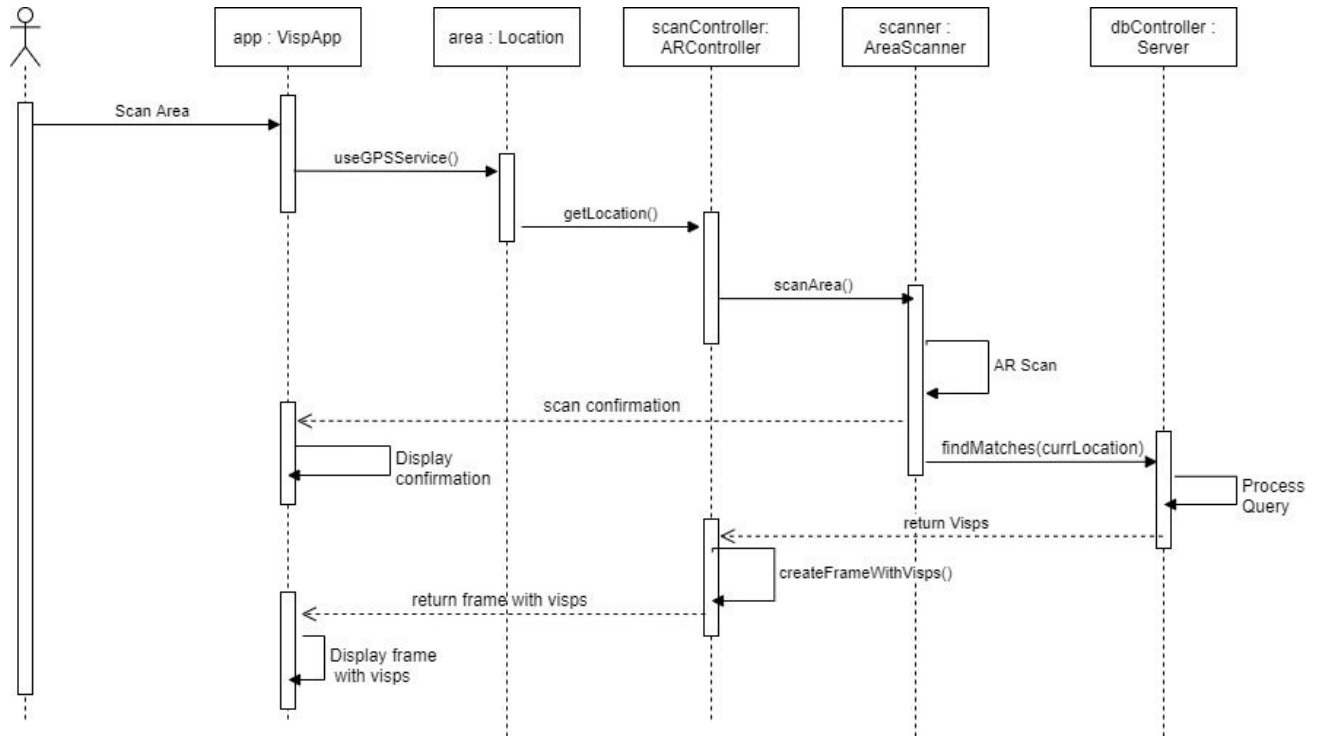 app : VispApp
area : Location
scanController:
ARController
scanner :
AreaScanner
dbController :
Server
Scan Area
useGPSService()
getLocation()
scanArea()
AR Scan
scan confirmation
Display
confirmation
findMatches(currLocation)
Process
Query
return Visps
createFrameWithVisps()
return frame with visps
Display frame
with visps